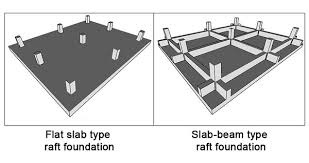 Flat slab type
raft foundation
Slab-beam type
raft foundation